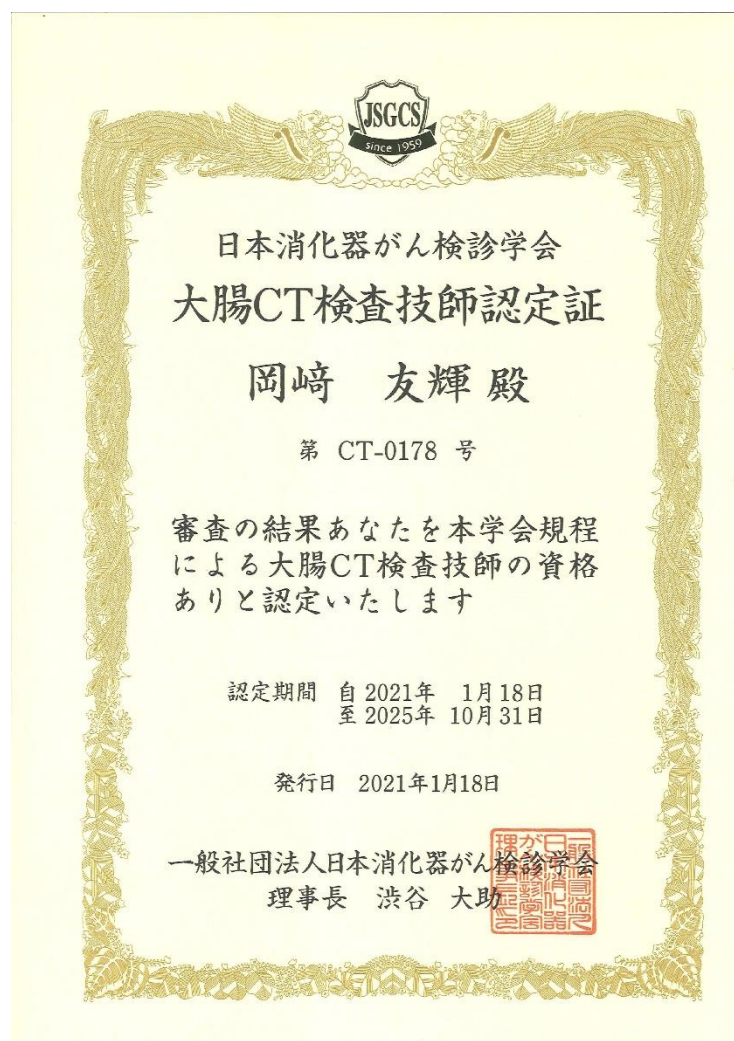 JSGCS
since 1959
日本消化器がん検診学会
大腸CT検査技師認定証
岡﨑 友輝 殿
第 CT-0178 号
審査の結果あなたを本学会規程
による大腸CT検査技師の資格
ありと認定いたします
認定期間 自 2021年 1月18日
至 2025年 10月31日
発行日 2021年1月18日
一般社団法人日本消化器がん検診学会
理事長 渋谷 大助